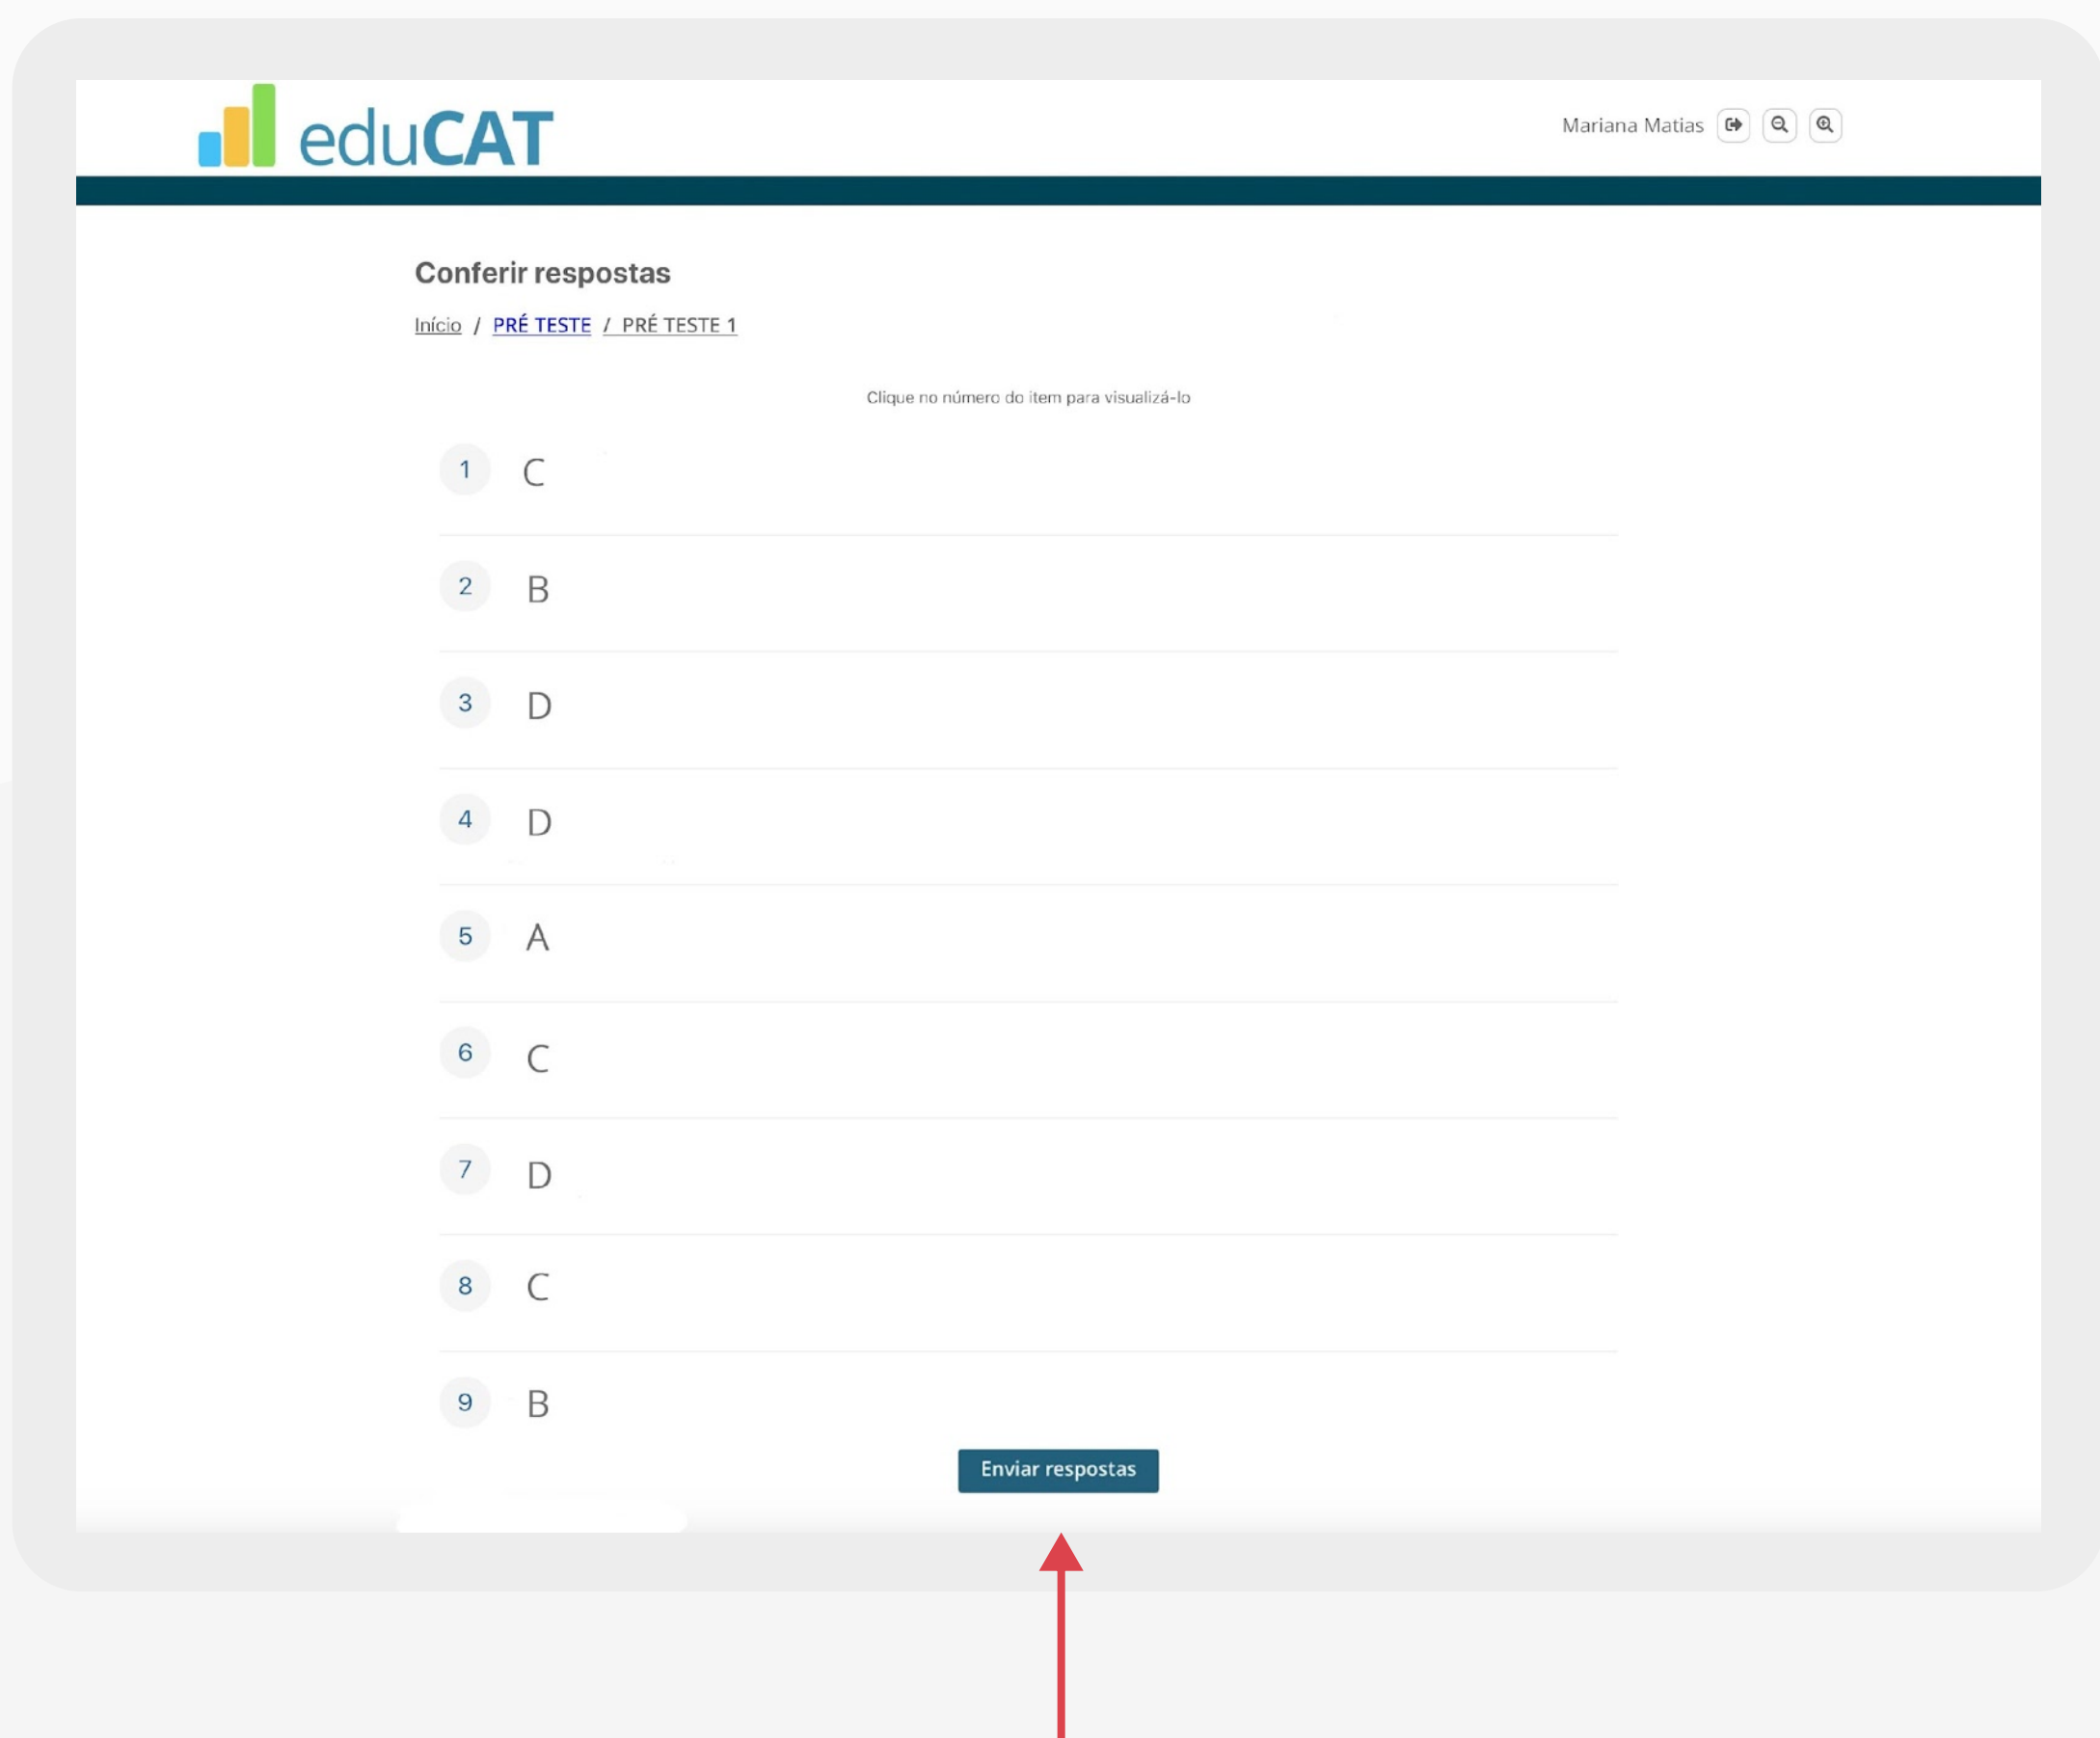 eduCAT
Mariana Matias
Conferir respostas
Início / PRÉ TESTE / PRÉ TESTE 1
Clique no número do item para visualizá-lo
1 C
2 B
3 D
4 D
5 A
6 C
7 D
8 C
9 B
Enviar respostas